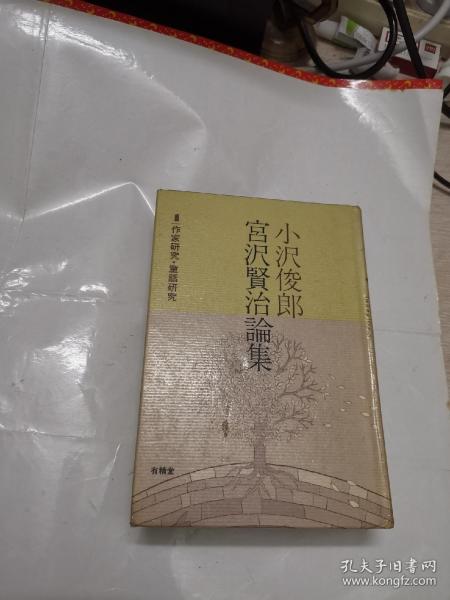 小沢俊郎
宮沢賢治論集
作家研究・童話研究
有精堂
孔夫子旧书网
www.kongfz.com